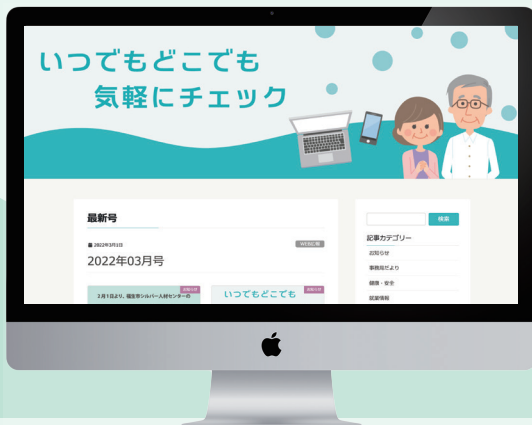 いつでもどこでも
気軽にチェック
最新号
2022年3月1日
WEB広報
2022年03月号
お知らせ
2月1日より、福生市シルバー人材センターの
お知らせ
いつでもどこでも
検索
記事カテゴリー
お知らせ
事務局だより
健康・安全
就業情報